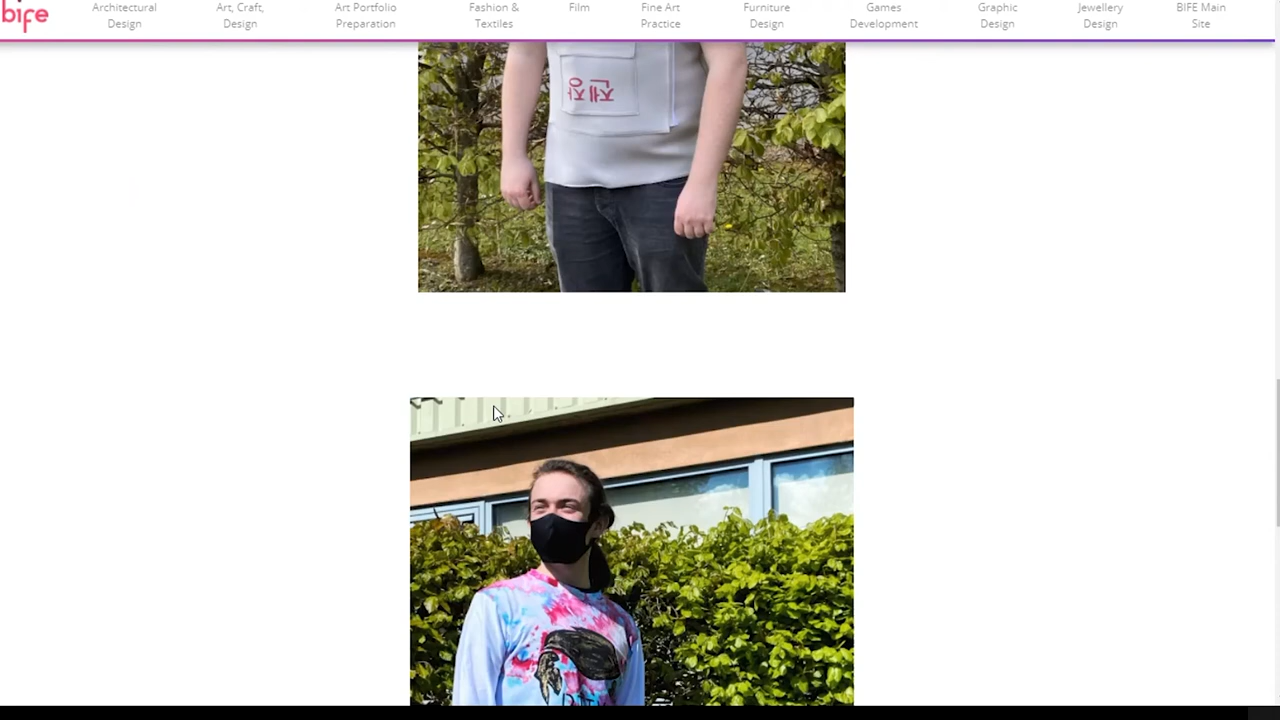 bife
Architectural
Design
Art, Craft,
Design
Art Portfolio
Preparation
Fashion &
Textiles
Film
Fine Art
Practice
Furniture
Design
Games
Development
Graphic
Design
Jewellery
Design
BIFE Main
Site